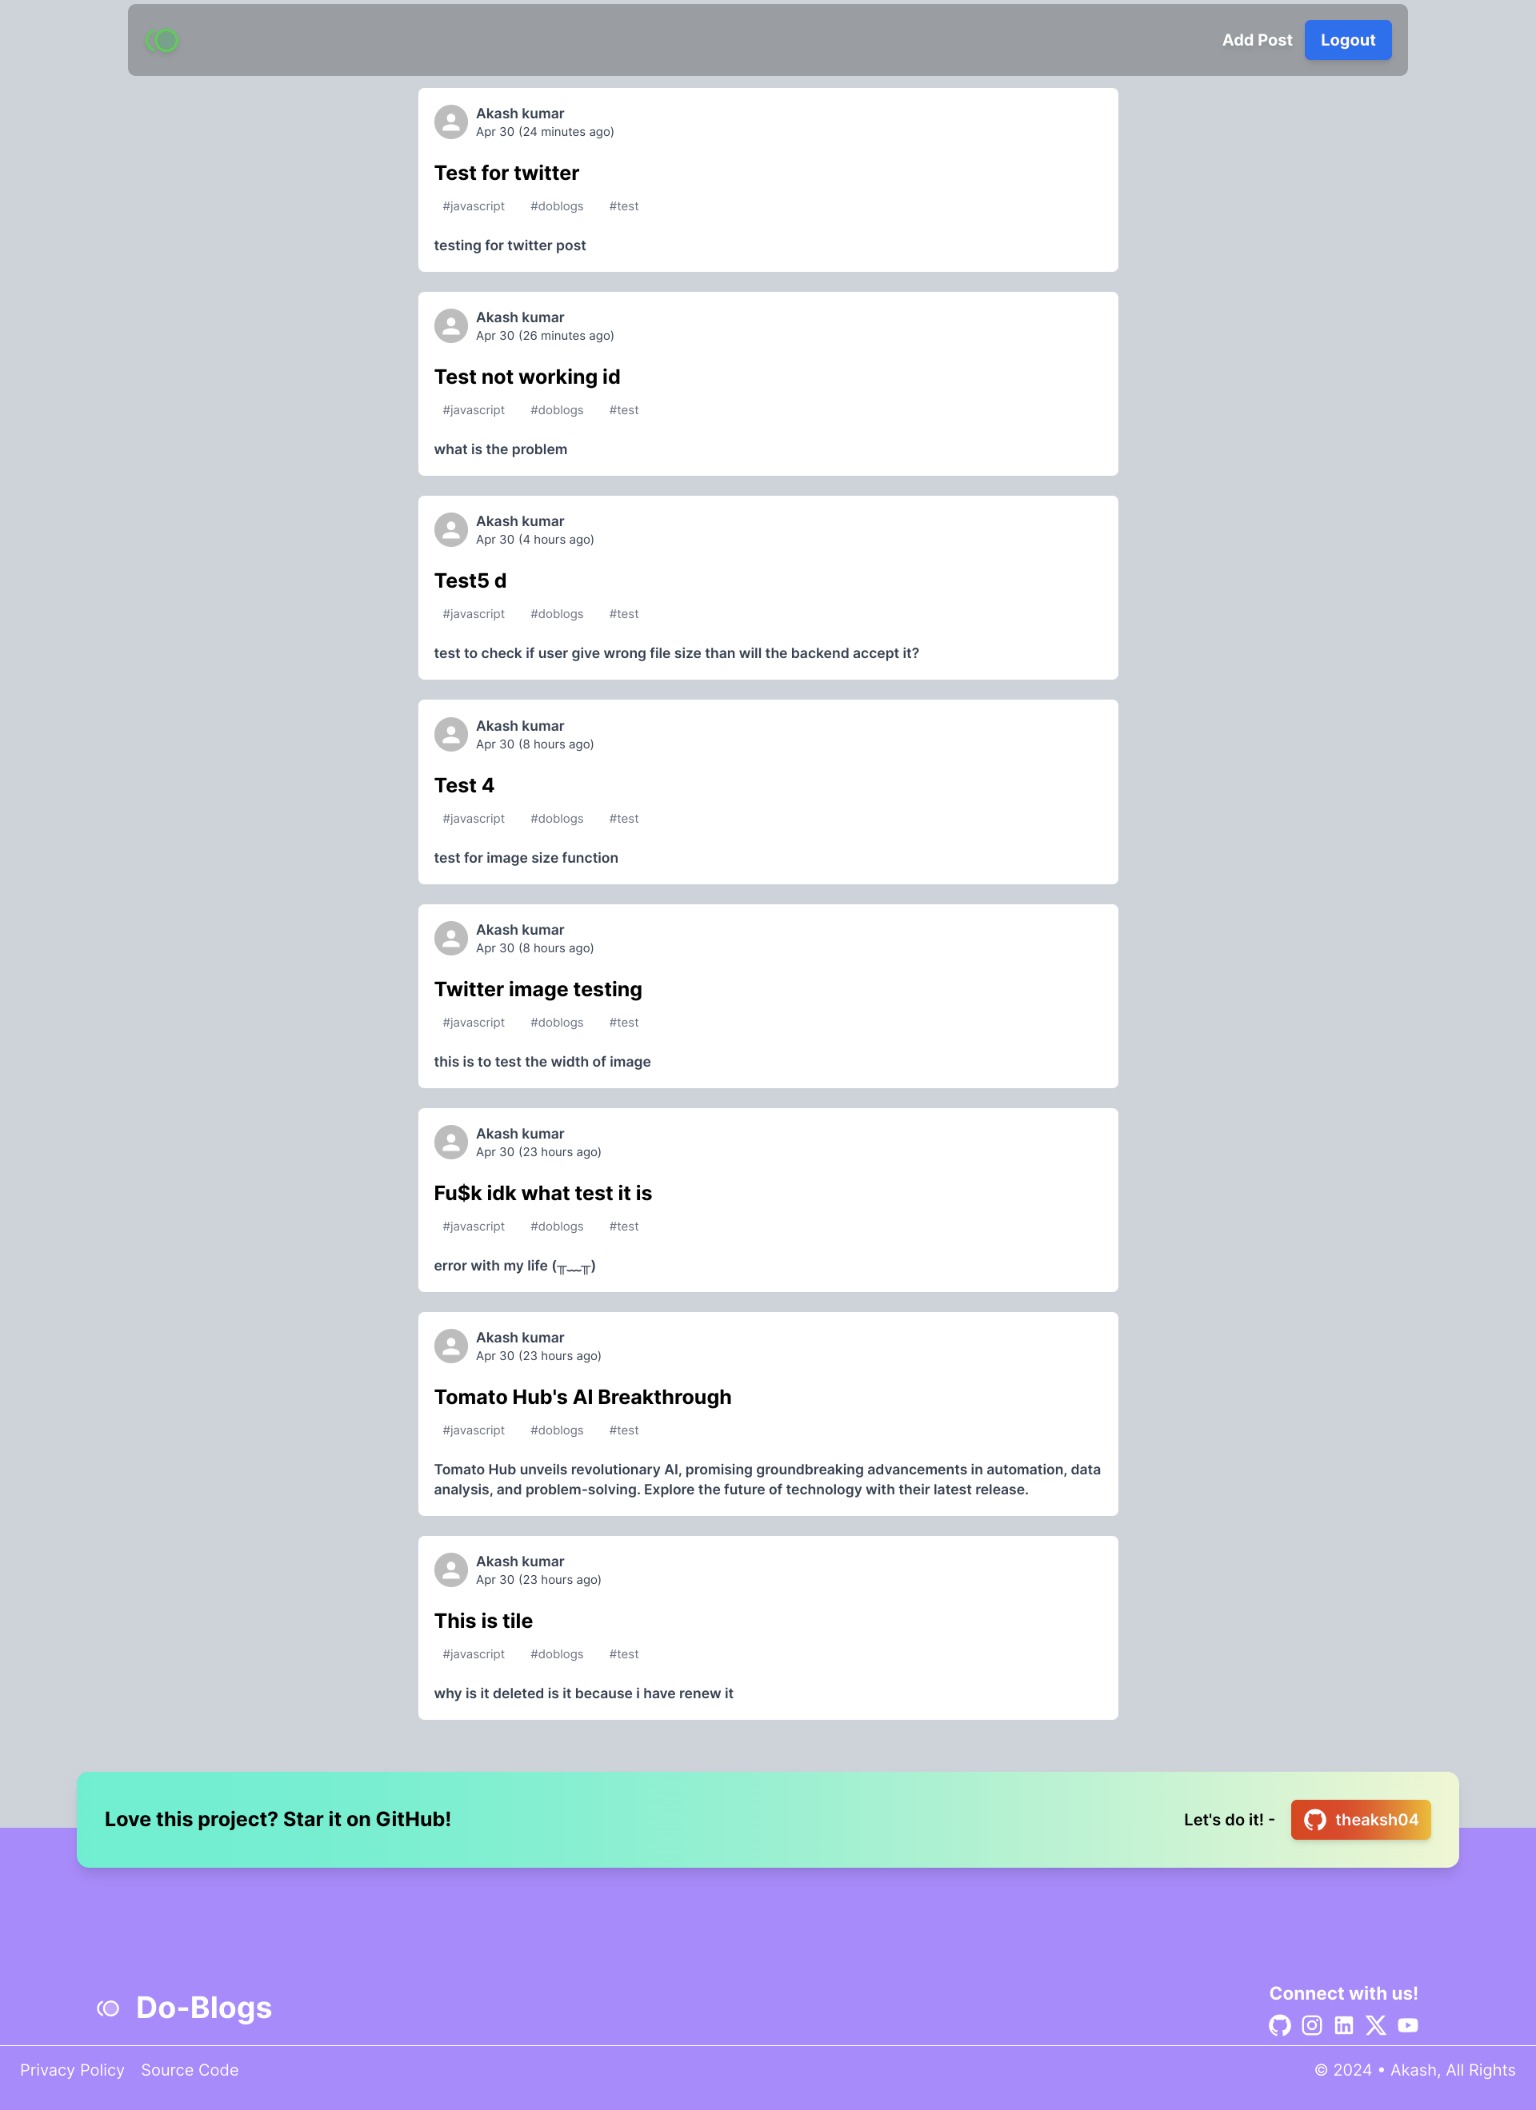 Add Post
Logout
Akash kumar
Apr 30 (24 minutes ago)
Test for twitter
#javascript #doblogs #test
testing for twitter post
Akash kumar
Apr 30 (26 minutes ago)
Test not working id
#javascript #doblogs #test
what is the problem
Akash kumar
Apr 30 (4 hours ago)
Test5 d
#javascript #doblogs #test
test to check if user give wrong file size than will the backend accept it?
Akash kumar
Apr 30 (8 hours ago)
Test 4
#javascript #doblogs #test
test for image size function
Akash kumar
Apr 30 (8 hours ago)
Twitter image testing
#javascript #doblogs #test
this is to test the width of image
Akash kumar
Apr 30 (23 hours ago)
Fu$k idk what test it is
#javascript #doblogs #test
error with my life (╥﹏╥)
Akash kumar
Apr 30 (23 hours ago)
Tomato Hub's AI Breakthrough
#javascript #doblogs #test
Tomato Hub unveils revolutionary AI, promising groundbreaking advancements in automation, data
analysis, and problem-solving. Explore the future of technology with their latest release.
Akash kumar
Apr 30 (23 hours ago)
This is tile
#javascript #doblogs #test
why is it deleted is it because i have renew it
Love this project? Star it on GitHub!
Let's do it! -
theaksh04
Do-Blogs
Connect with us!
Privacy Policy Source Code
© 2024 • Akash, All Rights